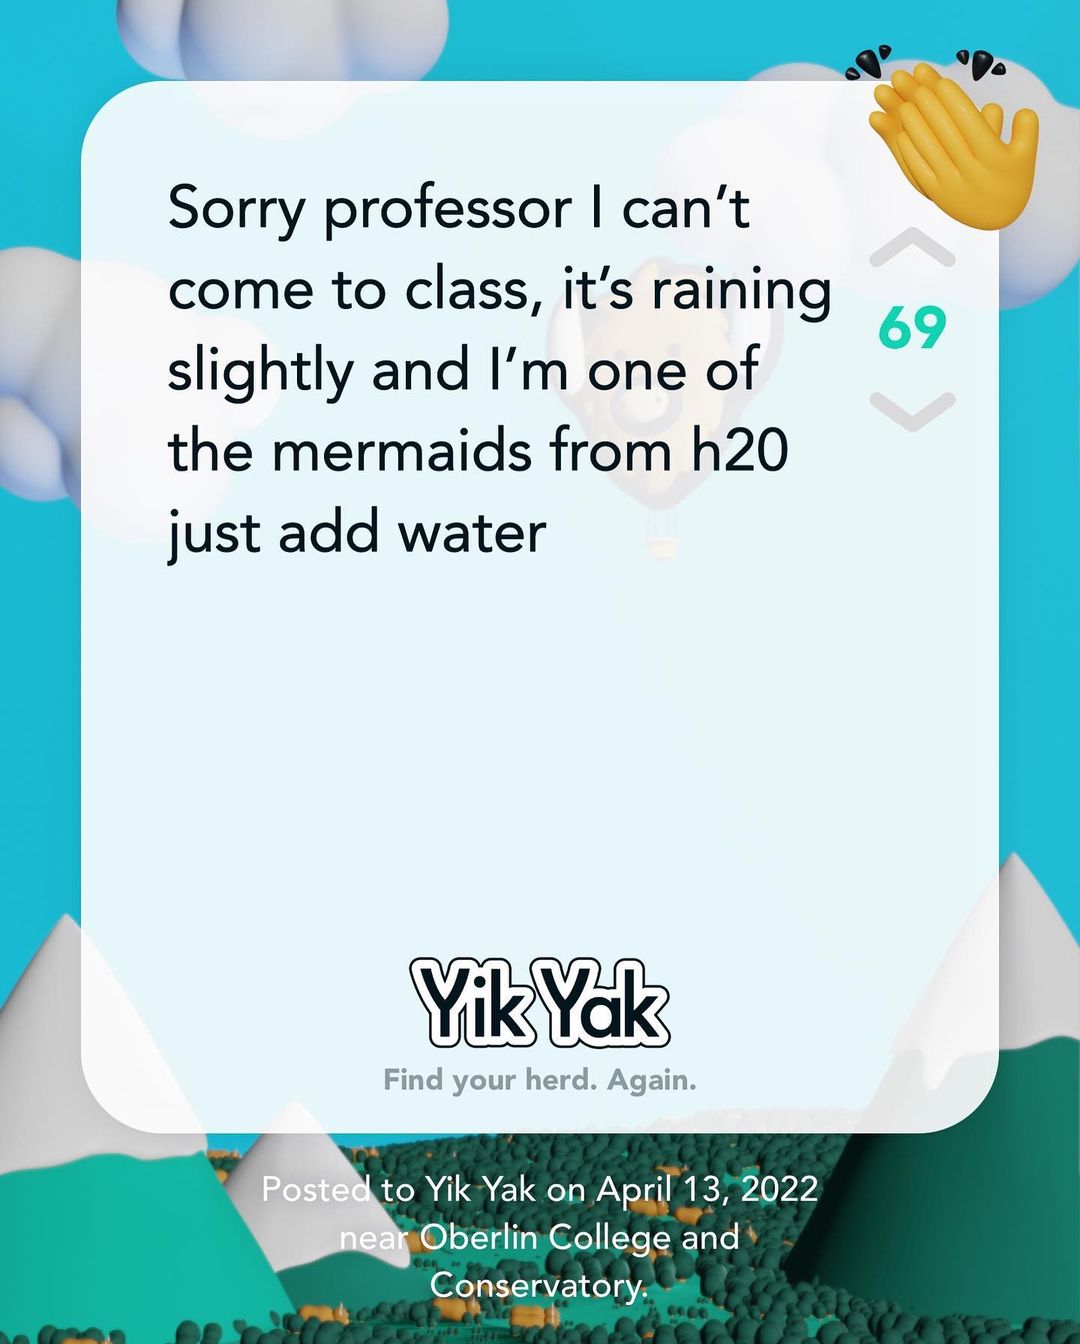 Sorry professor I can’t
come to class, it’s raining
slightly and I’m one of
the mermaids from h20
just add water
69
Yik Yak
Find your herd. Again.
Posted to Yik Yak on April 13, 2022
near Oberlin College and
Conservatory.